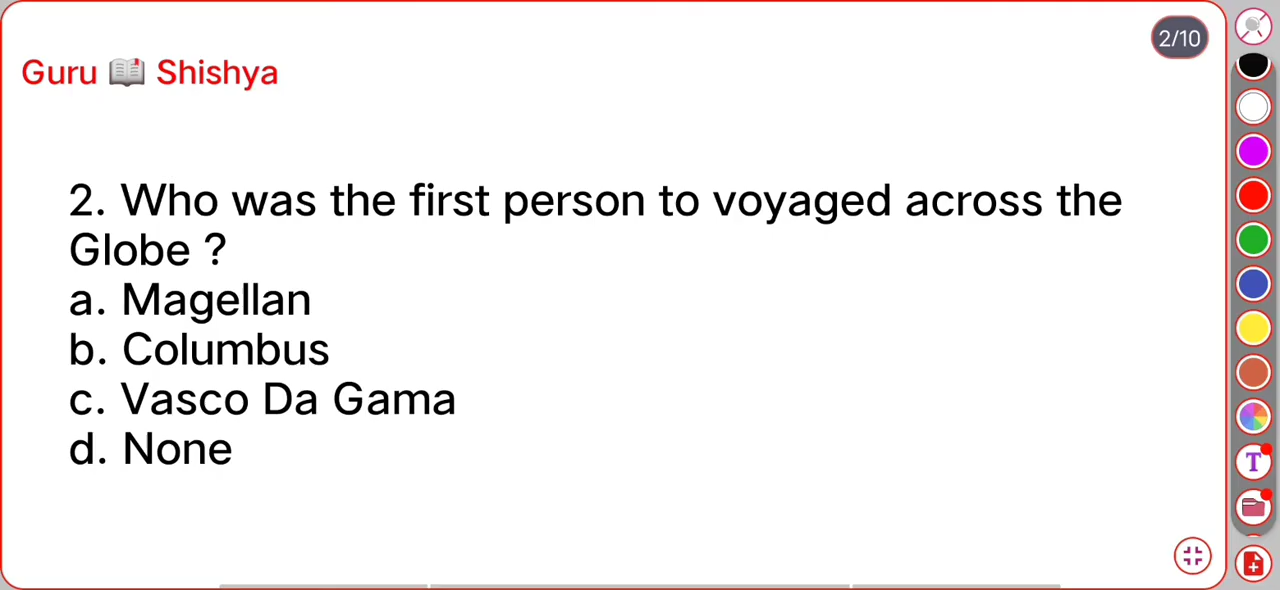 2/10
Guru 📖 Shishya
2. Who was the first person to voyaged across the
Globe ?
a. Magellan
b. Columbus
c. Vasco Da Gama
d. None
T